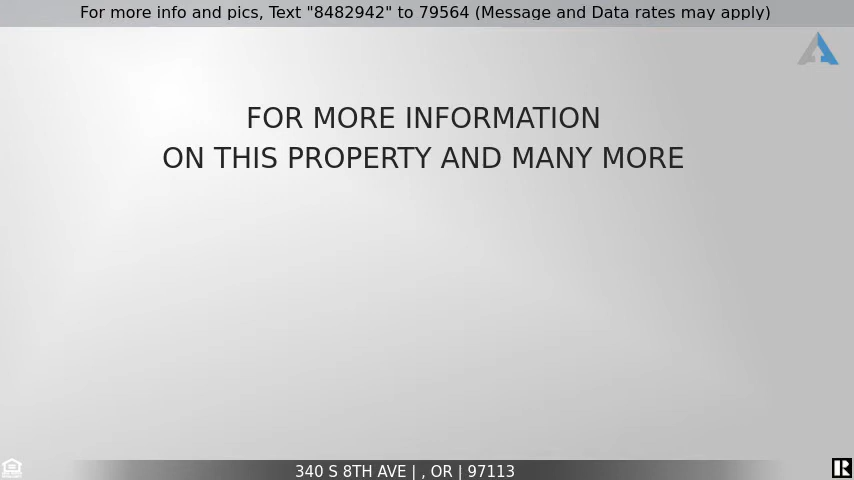 For more info and pics, Text "8482942" to 79564 (Message and Data rates may apply)
FOR MORE INFORMATION
ON THIS PROPERTY AND MANY MORE
340 S 8TH AVE | , OR | 97113